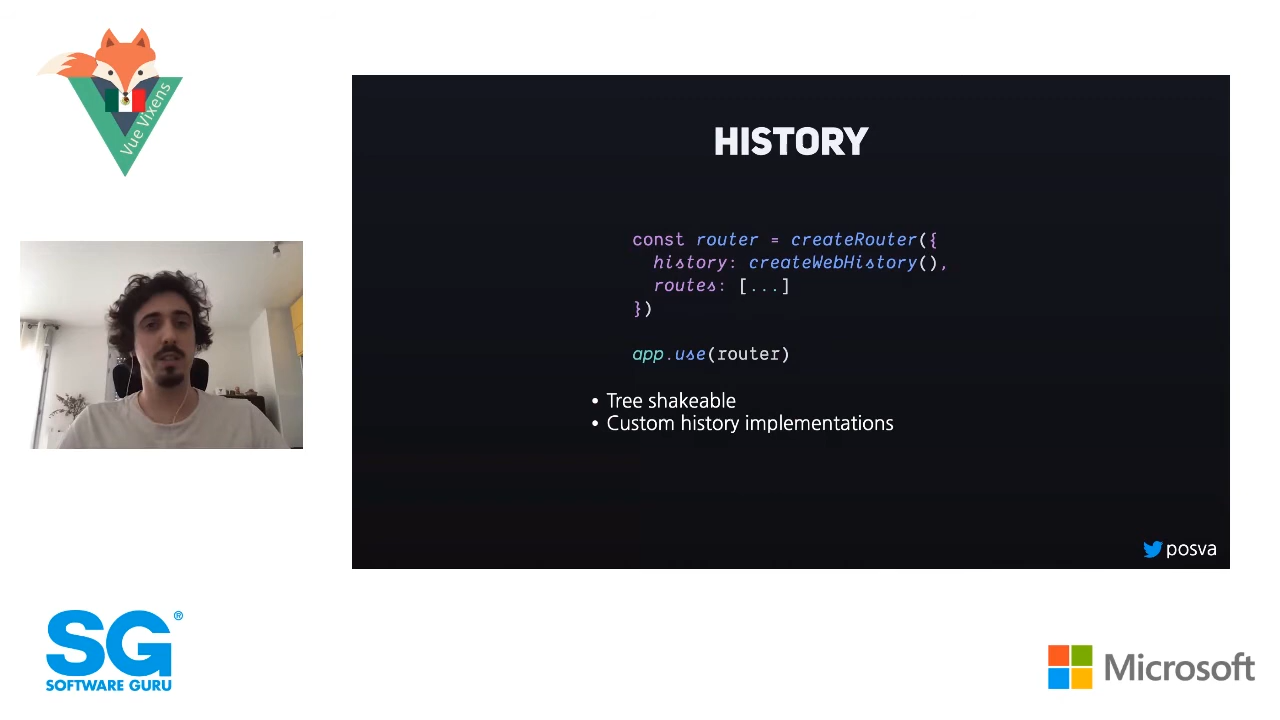 Vue Vixens
HISTORY
const router = createRouter({
  history: createWebHistory(),
  routes: [...]
})
app.use(router)
• Tree shakeable
• Custom history implementations
posva
SG®
SOFTWARE GURU
Microsoft